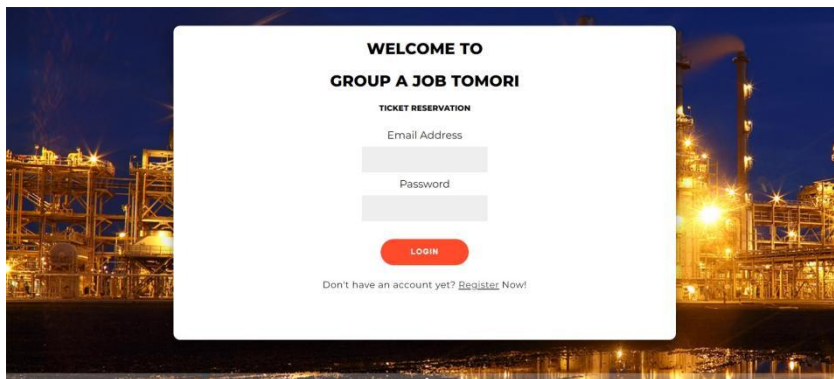 WELCOME TO
GROUP A JOB TOMORI
TICKET RESERVATION
Email Address
Password
LOGIN
Don't have an account yet? Register Now!